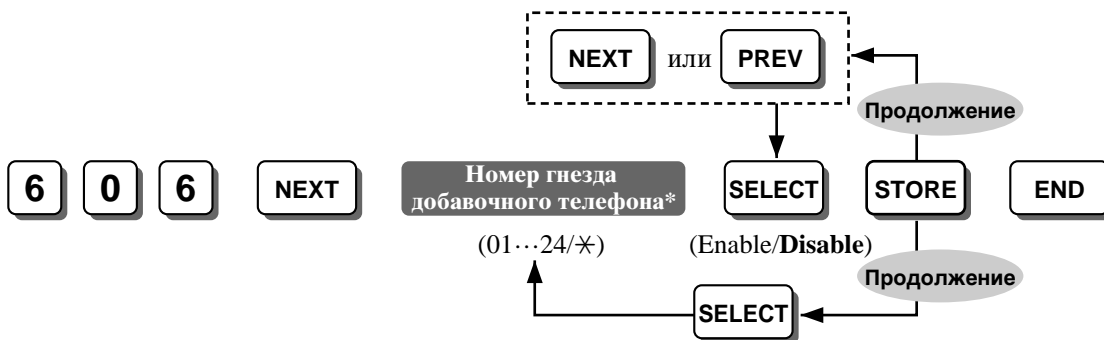 NEXT или PREV
Продолжение
6 0 6 NEXT Номер гнезда добавочного телефона* SELECT STORE END
(01···24/✳) (Enable/Disable)
Продолжение
SELECT